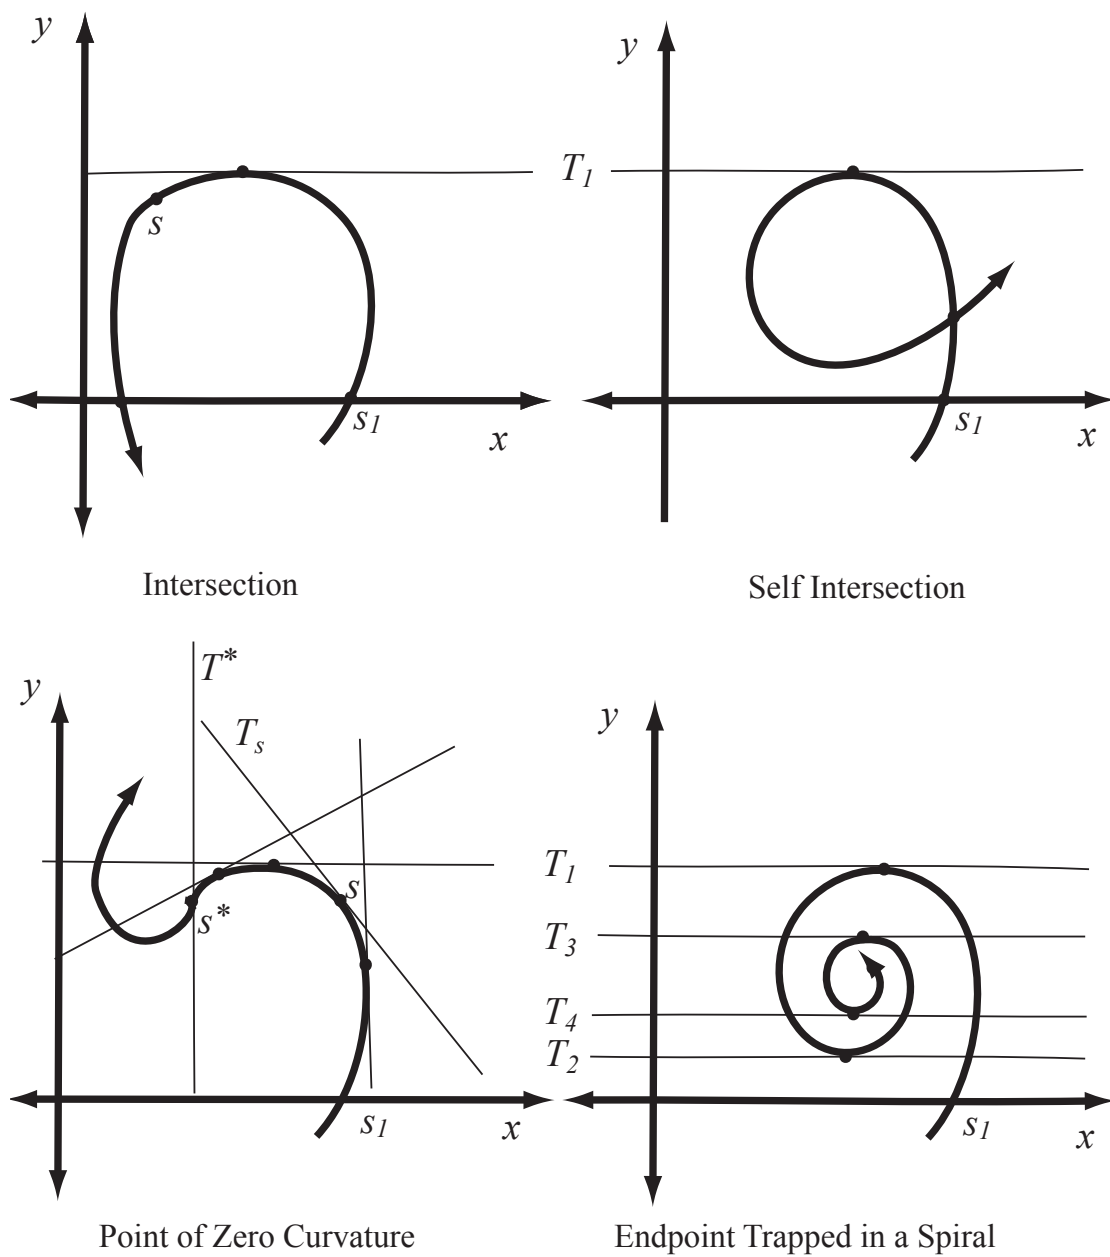 y
s
s1
x
Intersection
y
T1
s1
x
Self Intersection
y
T*
Ts
s
s*
s1
x
Point of Zero Curvature
y
T1
T3
T4
T2
s1
x
Endpoint Trapped in a Spiral